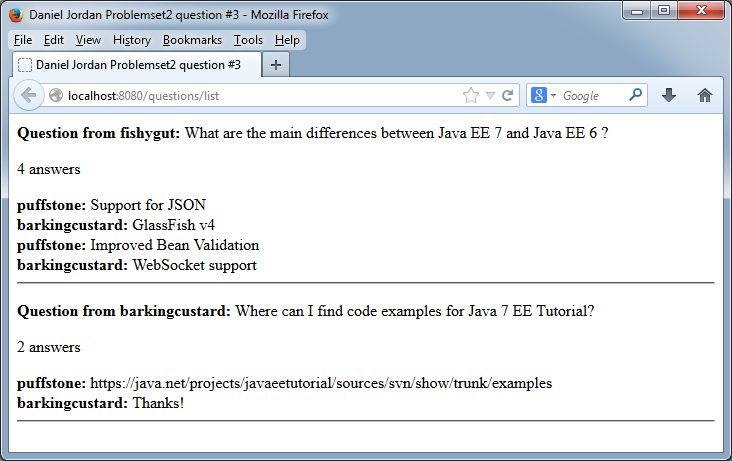 Daniel Jordan Problemset2 question #3 - Mozilla Firefox
File Edit View History Bookmarks Tools Help
Daniel Jordan Problemset2 question #3
localhost:8080/questions/list
Google
Question from fishygut: What are the main differences between Java EE 7 and Java EE 6 ?
4 answers
puffstone: Support for JSON
barkingcustard: GlassFish v4
puffstone: Improved Bean Validation
barkingcustard: WebSocket support
Question from barkingcustard: Where can I find code examples for Java 7 EE Tutorial?
2 answers
puffstone: https://java.net/projects/javaeetutorial/sources/svn/show/trunk/examples
barkingcustard: Thanks!